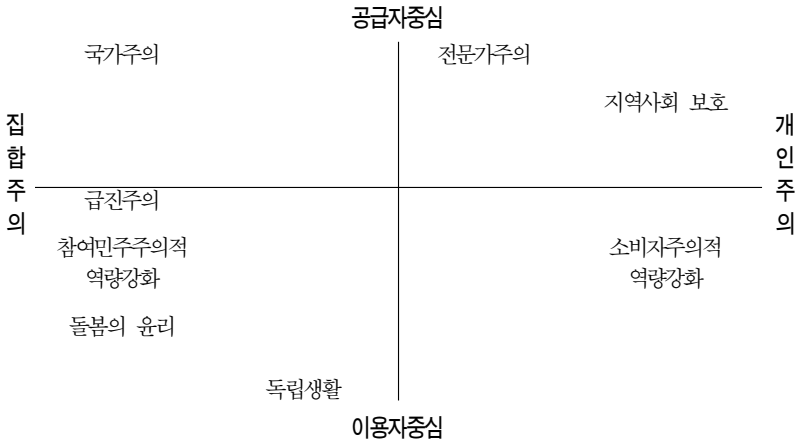 공급자중심
국가주의
전문가주의
지역사회 보호
집합주의
개인주의
급진주의
참여민주주의적
역량강화
소비자주의적
역량강화
돌봄의 윤리
독립생활
이용자중심